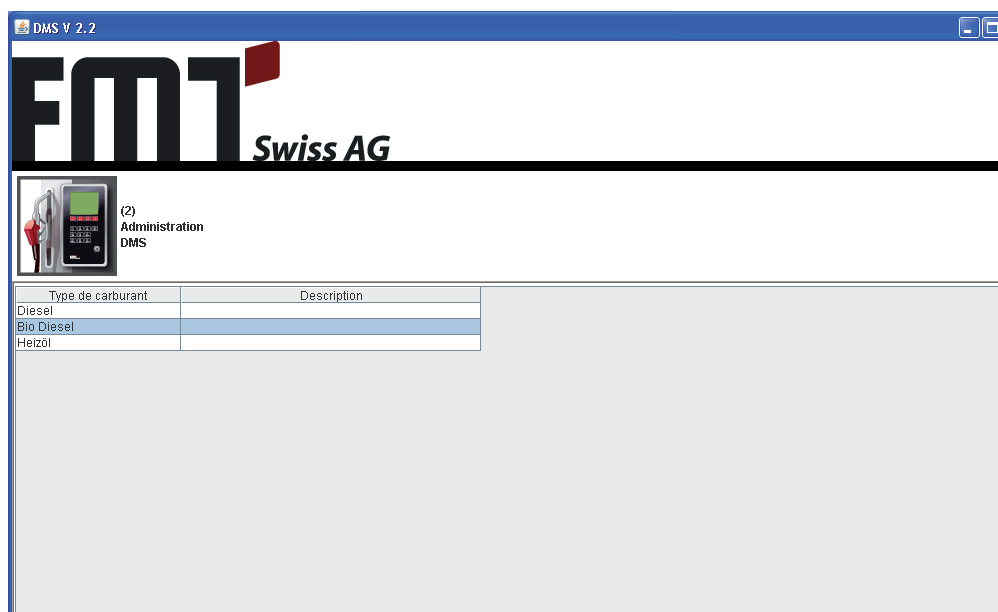 DMS V 2.2
FMT
Swiss AG
(2)
Administration
DMS
Type de carburant Description
Diesel
Bio Diesel
Heizöl